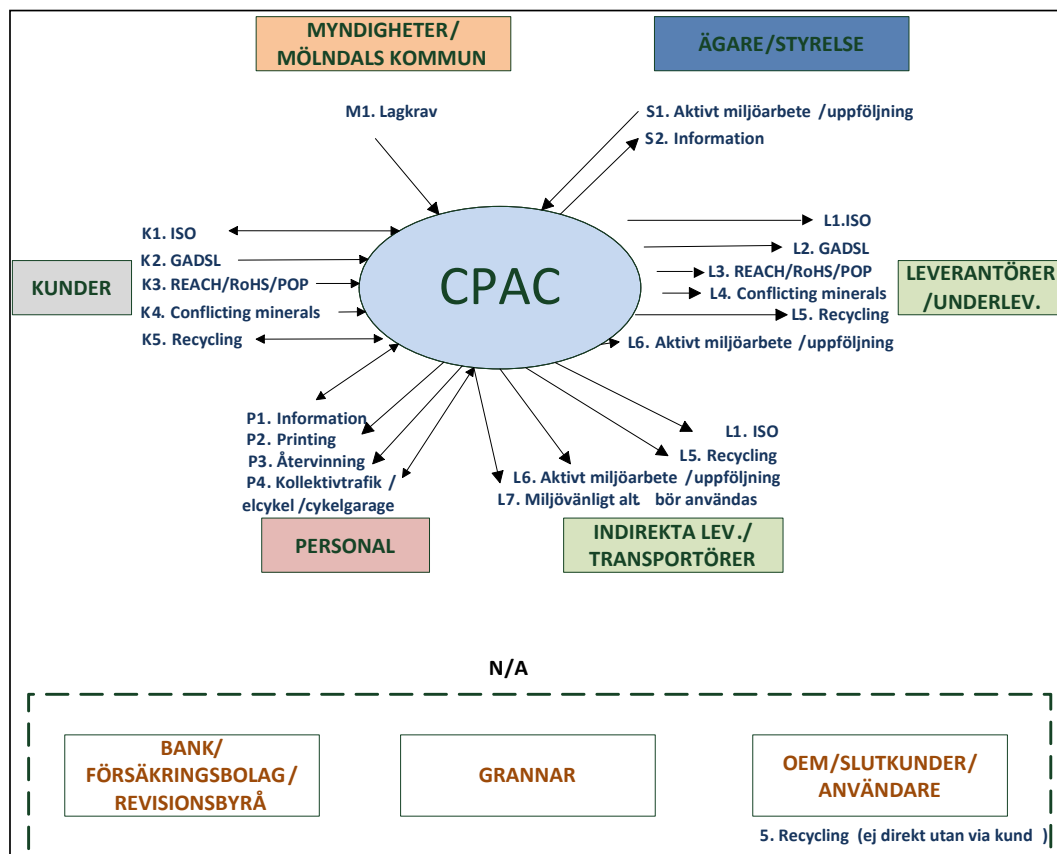 MYNDIGHETER/
MÖLNDALS KOMMUN
ÄGARE/STYRELSE
M1. Lagkrav
S1. Aktivt miljöarbete /uppföljning
S2. Information
KUNDER
K1. ISO
K2. GADSL
K3. REACH/RoHS/POP
K4. Conflicting minerals
K5. Recycling
CPAC
L1.ISO
L2. GADSL
L3. REACH/RoHS/POP
L4. Conflicting minerals
L5. Recycling
L6. Aktivt miljöarbete /uppföljning
LEVERANTÖRER
/UNDERLEV.
P1. Information
P2. Printing
P3. Återvinning
P4. Kollektivtrafik /
elcykel /cykelgarage
PERSONAL
L1. ISO
L5. Recycling
L6. Aktivt miljöarbete /uppföljning
L7. Miljövänligt alt. bör användas
INDIREKTA LEV./
TRANSPORTÖRER
N/A
BANK/
FÖRSÄKRINGSBOLAG/
REVISIONSBYRÅ
GRANNAR
OEM/SLUTKUNDER/
ANVÄNDARE
5. Recycling (ej direkt utan via kund )